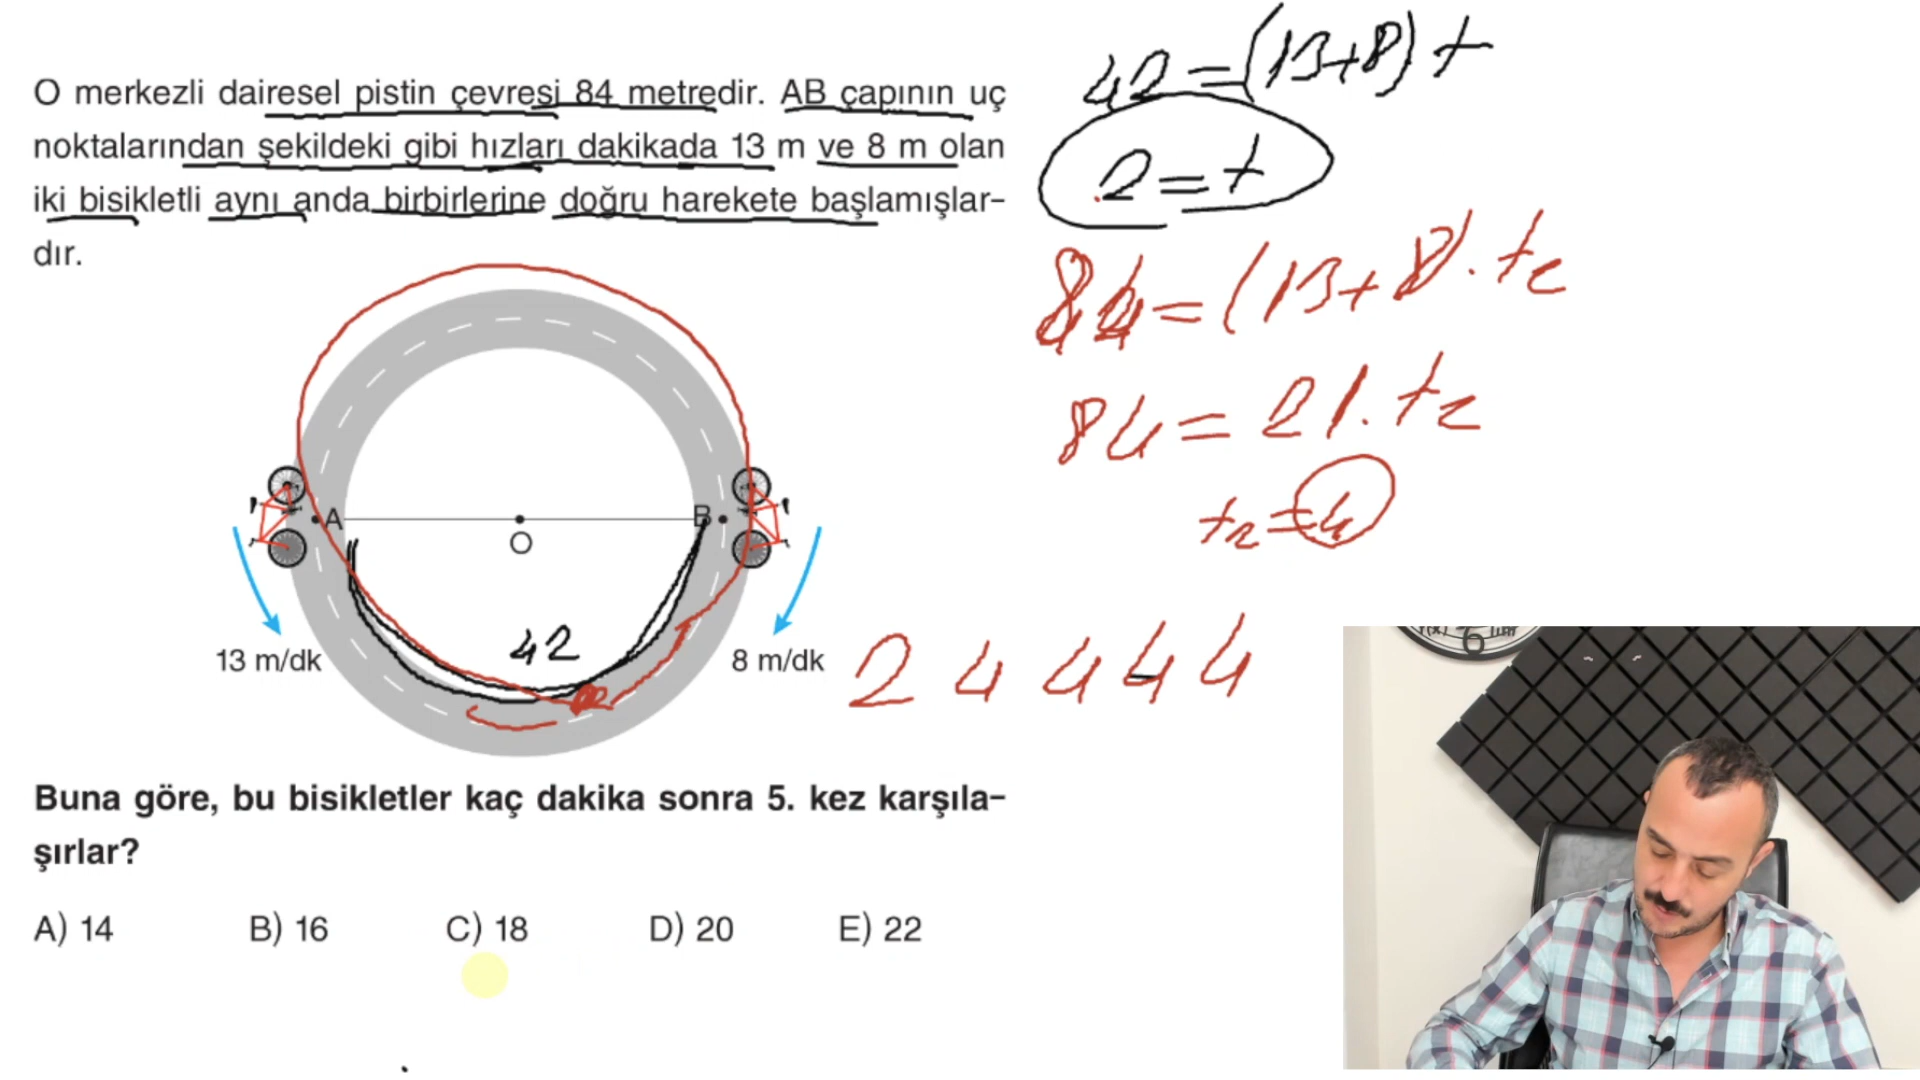 O merkezli dairesel pistin çevresi 84 metredir. AB çapının uç
noktalarından şekildeki gibi hızları dakikada 13 m ve 8 m olan
iki bisikletli aynı anda birbirlerine doğru harekete başlamışlar-
dır.
42=(13+8)t
2=t
84=(13+8).t2
84=21.t2
t2=4
A
B
O
42
13 m/dk
8 m/dk
2 4 4 4 4
Buna göre, bu bisikletler kaç dakika sonra 5. kez karşıla-
şırlar?
A) 14 B) 16 C) 18 D) 20 E) 22